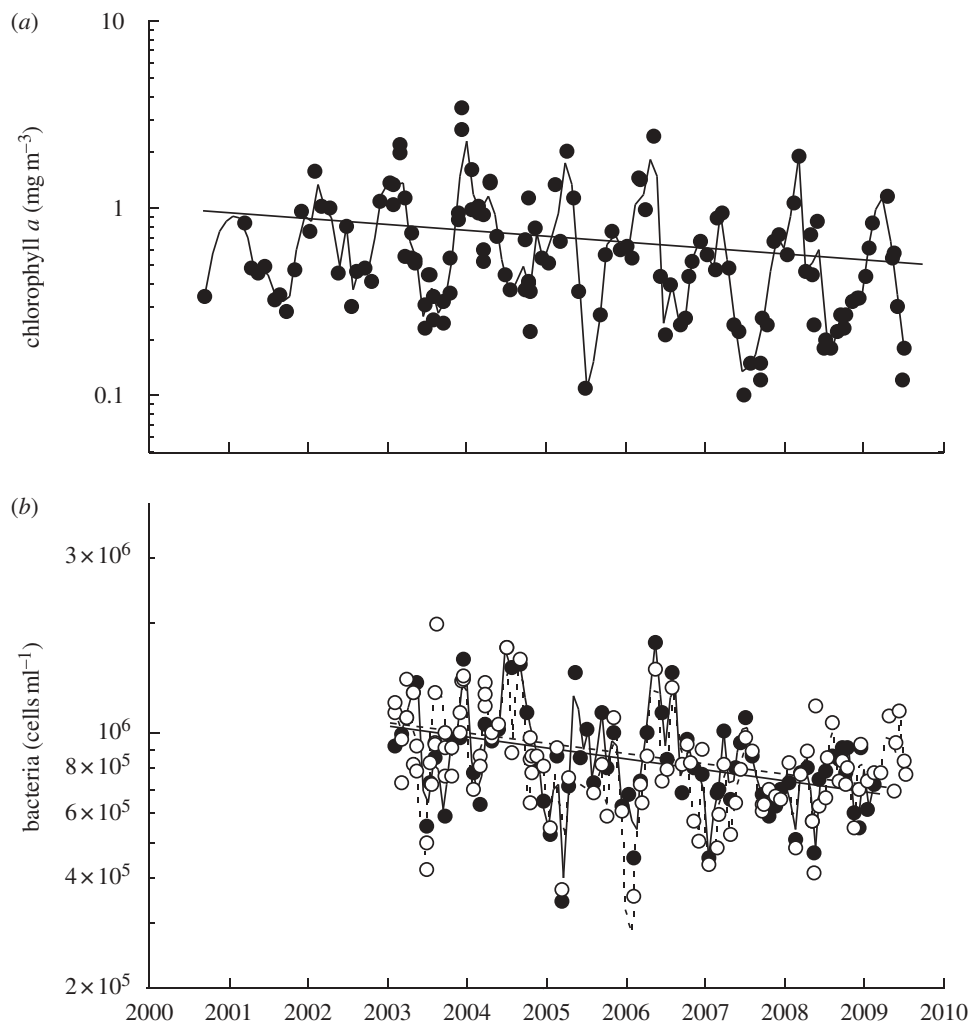 (a)
10
1
0.1
chlorophyll a (mg m⁻³)
(b)
3×10⁶
10⁶
8×10⁵
6×10⁵
4×10⁵
2×10⁵
bacteria (cells ml⁻¹)
2000 2001 2002 2003 2004 2005 2006 2007 2008 2009 2010